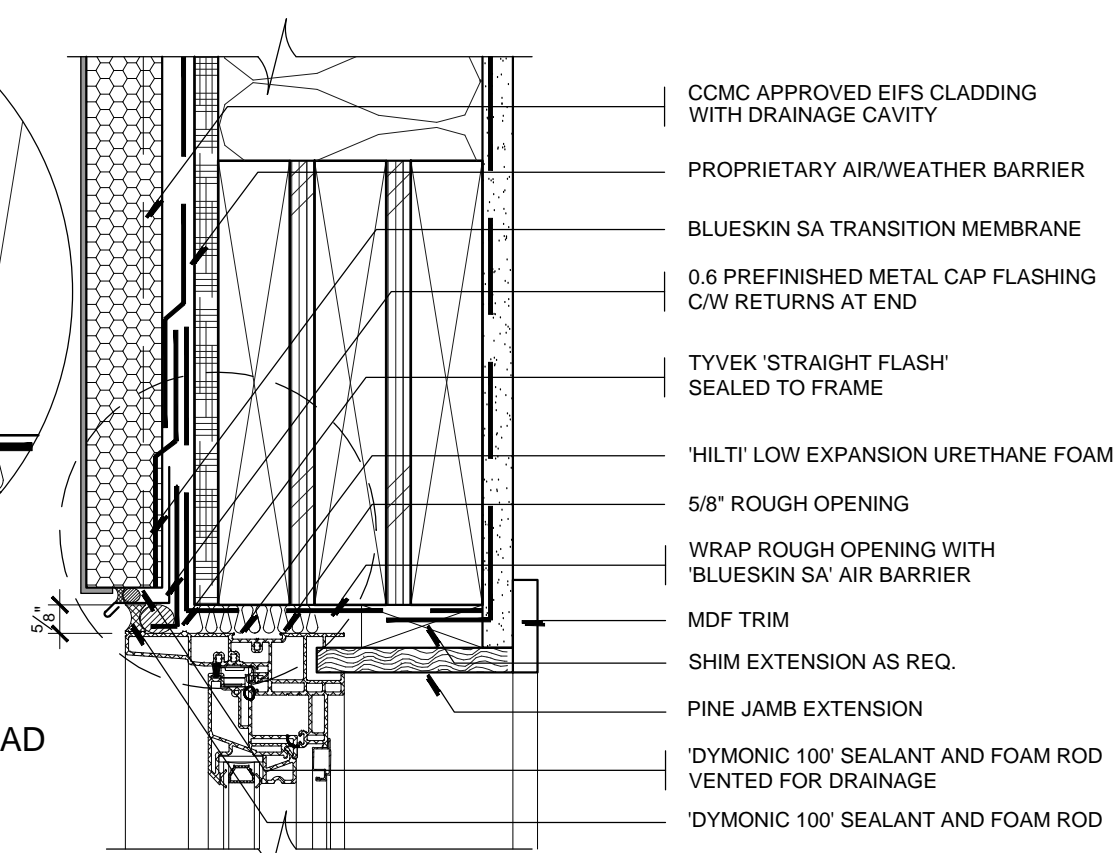 CCMC APPROVED EIFS CLADDING
WITH DRAINAGE CAVITY
PROPRIETARY AIR/WEATHER BARRIER
BLUESKIN SA TRANSITION MEMBRANE
0.6 PREFINISHED METAL CAP FLASHING
C/W RETURNS AT END
TYVEK 'STRAIGHT FLASH'
SEALED TO FRAME
'HILTI' LOW EXPANSION URETHANE FOAM
5/8" ROUGH OPENING
WRAP ROUGH OPENING WITH
'BLUESKIN SA' AIR BARRIER
5/8"
MDF TRIM
SHIM EXTENSION AS REQ.
PINE JAMB EXTENSION
AD
'DYMONIC 100' SEALANT AND FOAM ROD
VENTED FOR DRAINAGE
'DYMONIC 100' SEALANT AND FOAM ROD